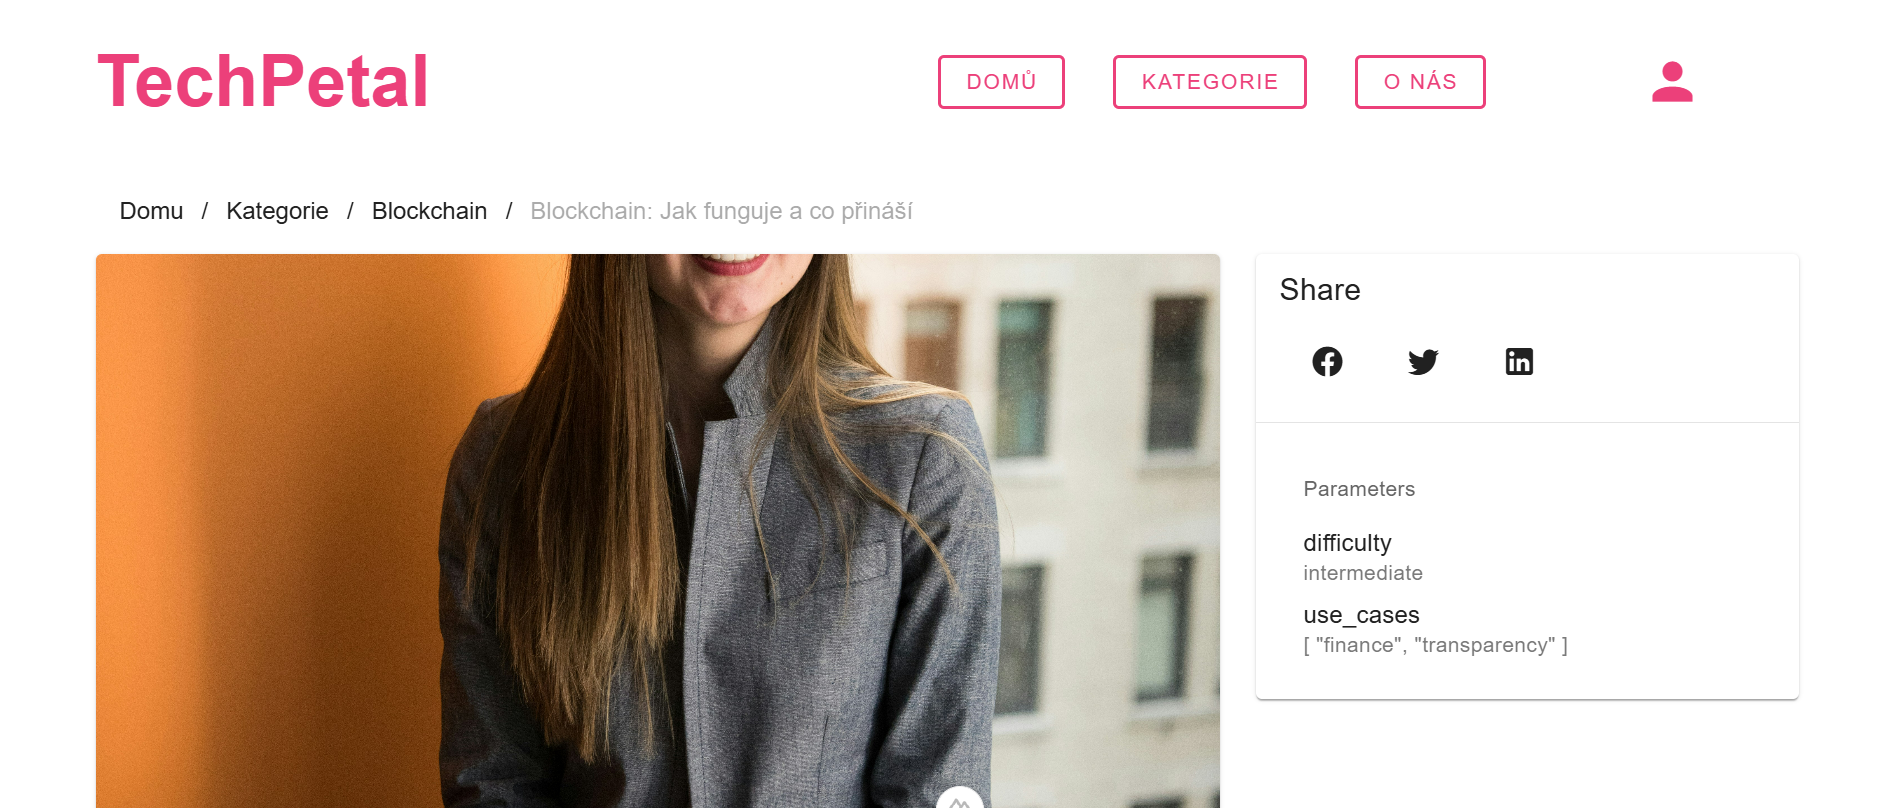 TechPetal
DOMŮ
KATEGORIE
O NÁS
Domu / Kategorie / Blockchain / Blockchain: Jak funguje a co přináší
Share
Parameters
difficulty
intermediate
use_cases
[ "finance", "transparency" ]